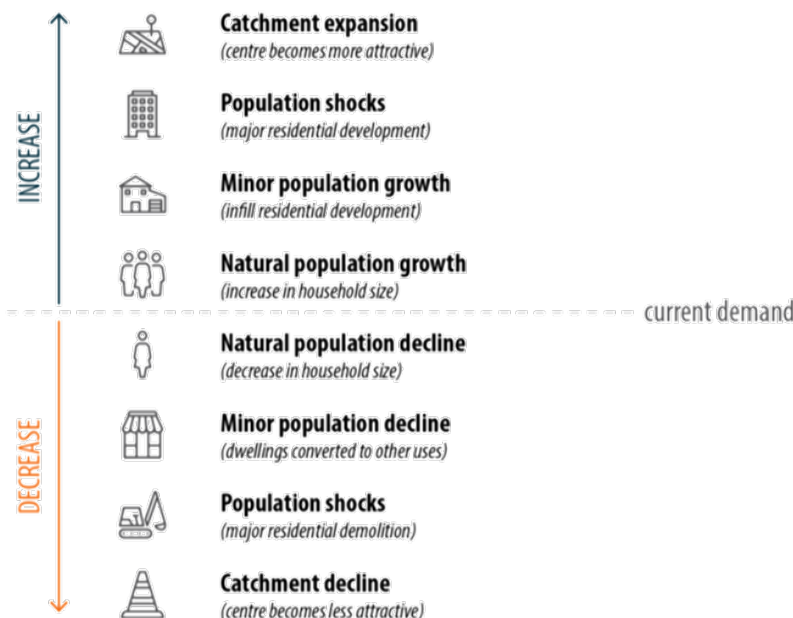 Catchment expansion
(centre becomes more attractive)
Population shocks
(major residential development)
INCREASE
Minor population growth
(infill residential development)
Natural population growth
(increase in household size)
current demand
Natural population decline
(decrease in household size)
Minor population decline
(dwellings converted to other uses)
DECREASE
Population shocks
(major residential demolition)
Catchment decline
(centre becomes less attractive)